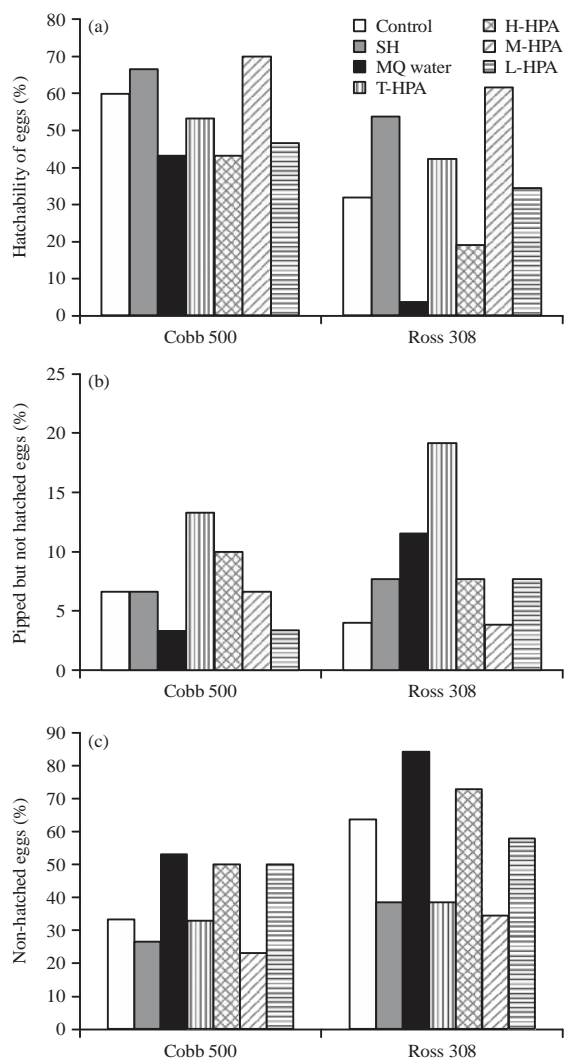 (a)
Control
SH
MQ water
T-HPA
H-HPA
M-HPA
L-HPA
Hatchability of eggs (%)
80
70
60
50
40
30
20
10
0
Cobb 500
Ross 308
(b)
Pipped but not hatched eggs (%)
25
20
15
10
5
0
Cobb 500
Ross 308
(c)
Non-hatched eggs (%)
90
80
70
60
50
40
30
20
10
0
Cobb 500
Ross 308